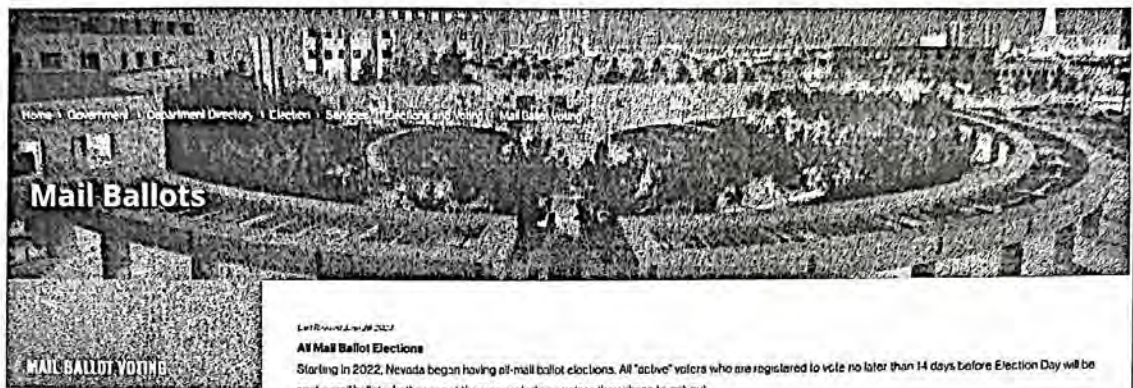 Home Government Department Directory Election Services Elections and Voting Mail Ballot Voting
Mail Ballots
MAIL BALLOT VOTING
All Mail Ballot Elections
Starting in 2022, Nevada began having all-mail ballot elections. All "active" voters who are registered to vote no later than 14 days before Election Day will be